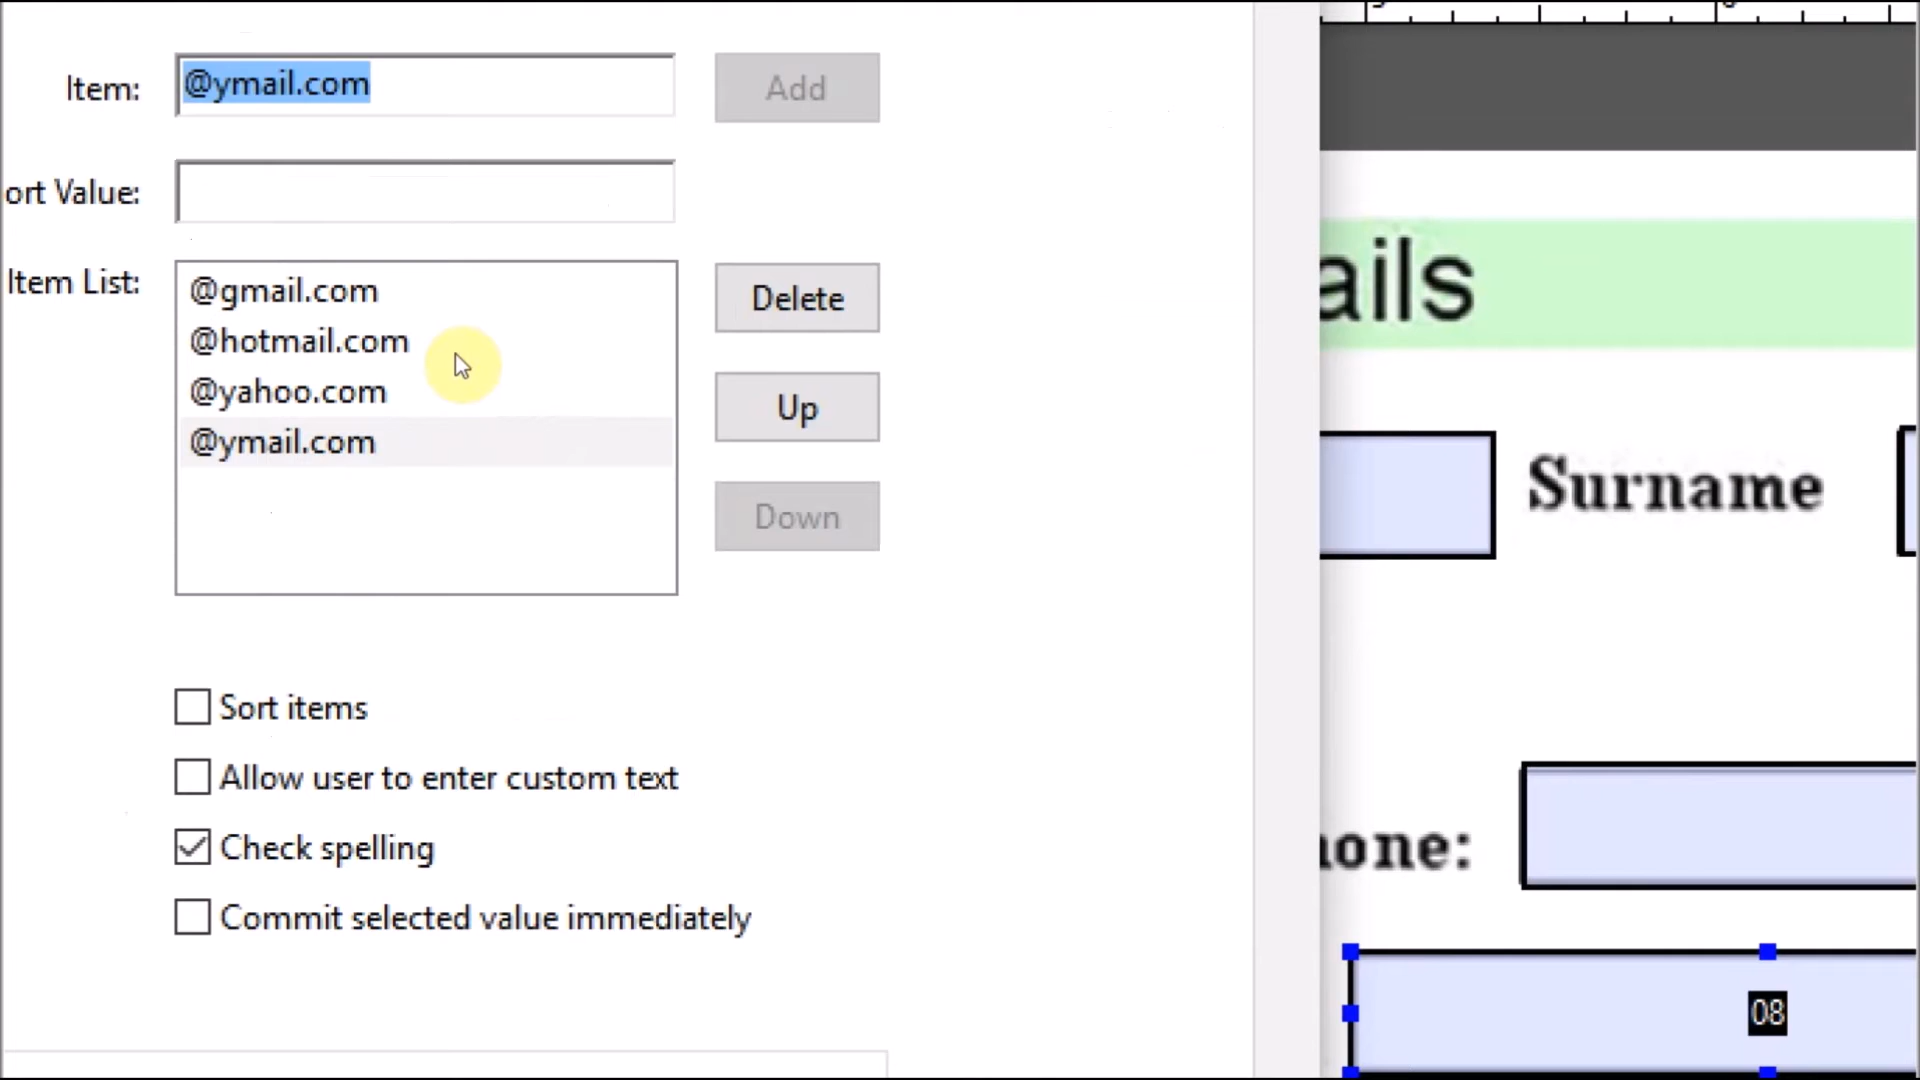 Item:
@ymail.com
Add
ort Value:
Item List:
@gmail.com
@hotmail.com
@yahoo.com
@ymail.com
Delete
Up
Down
Sort items
Allow user to enter custom text
Check spelling
Commit selected value immediately
ails
Surname
hone:
08